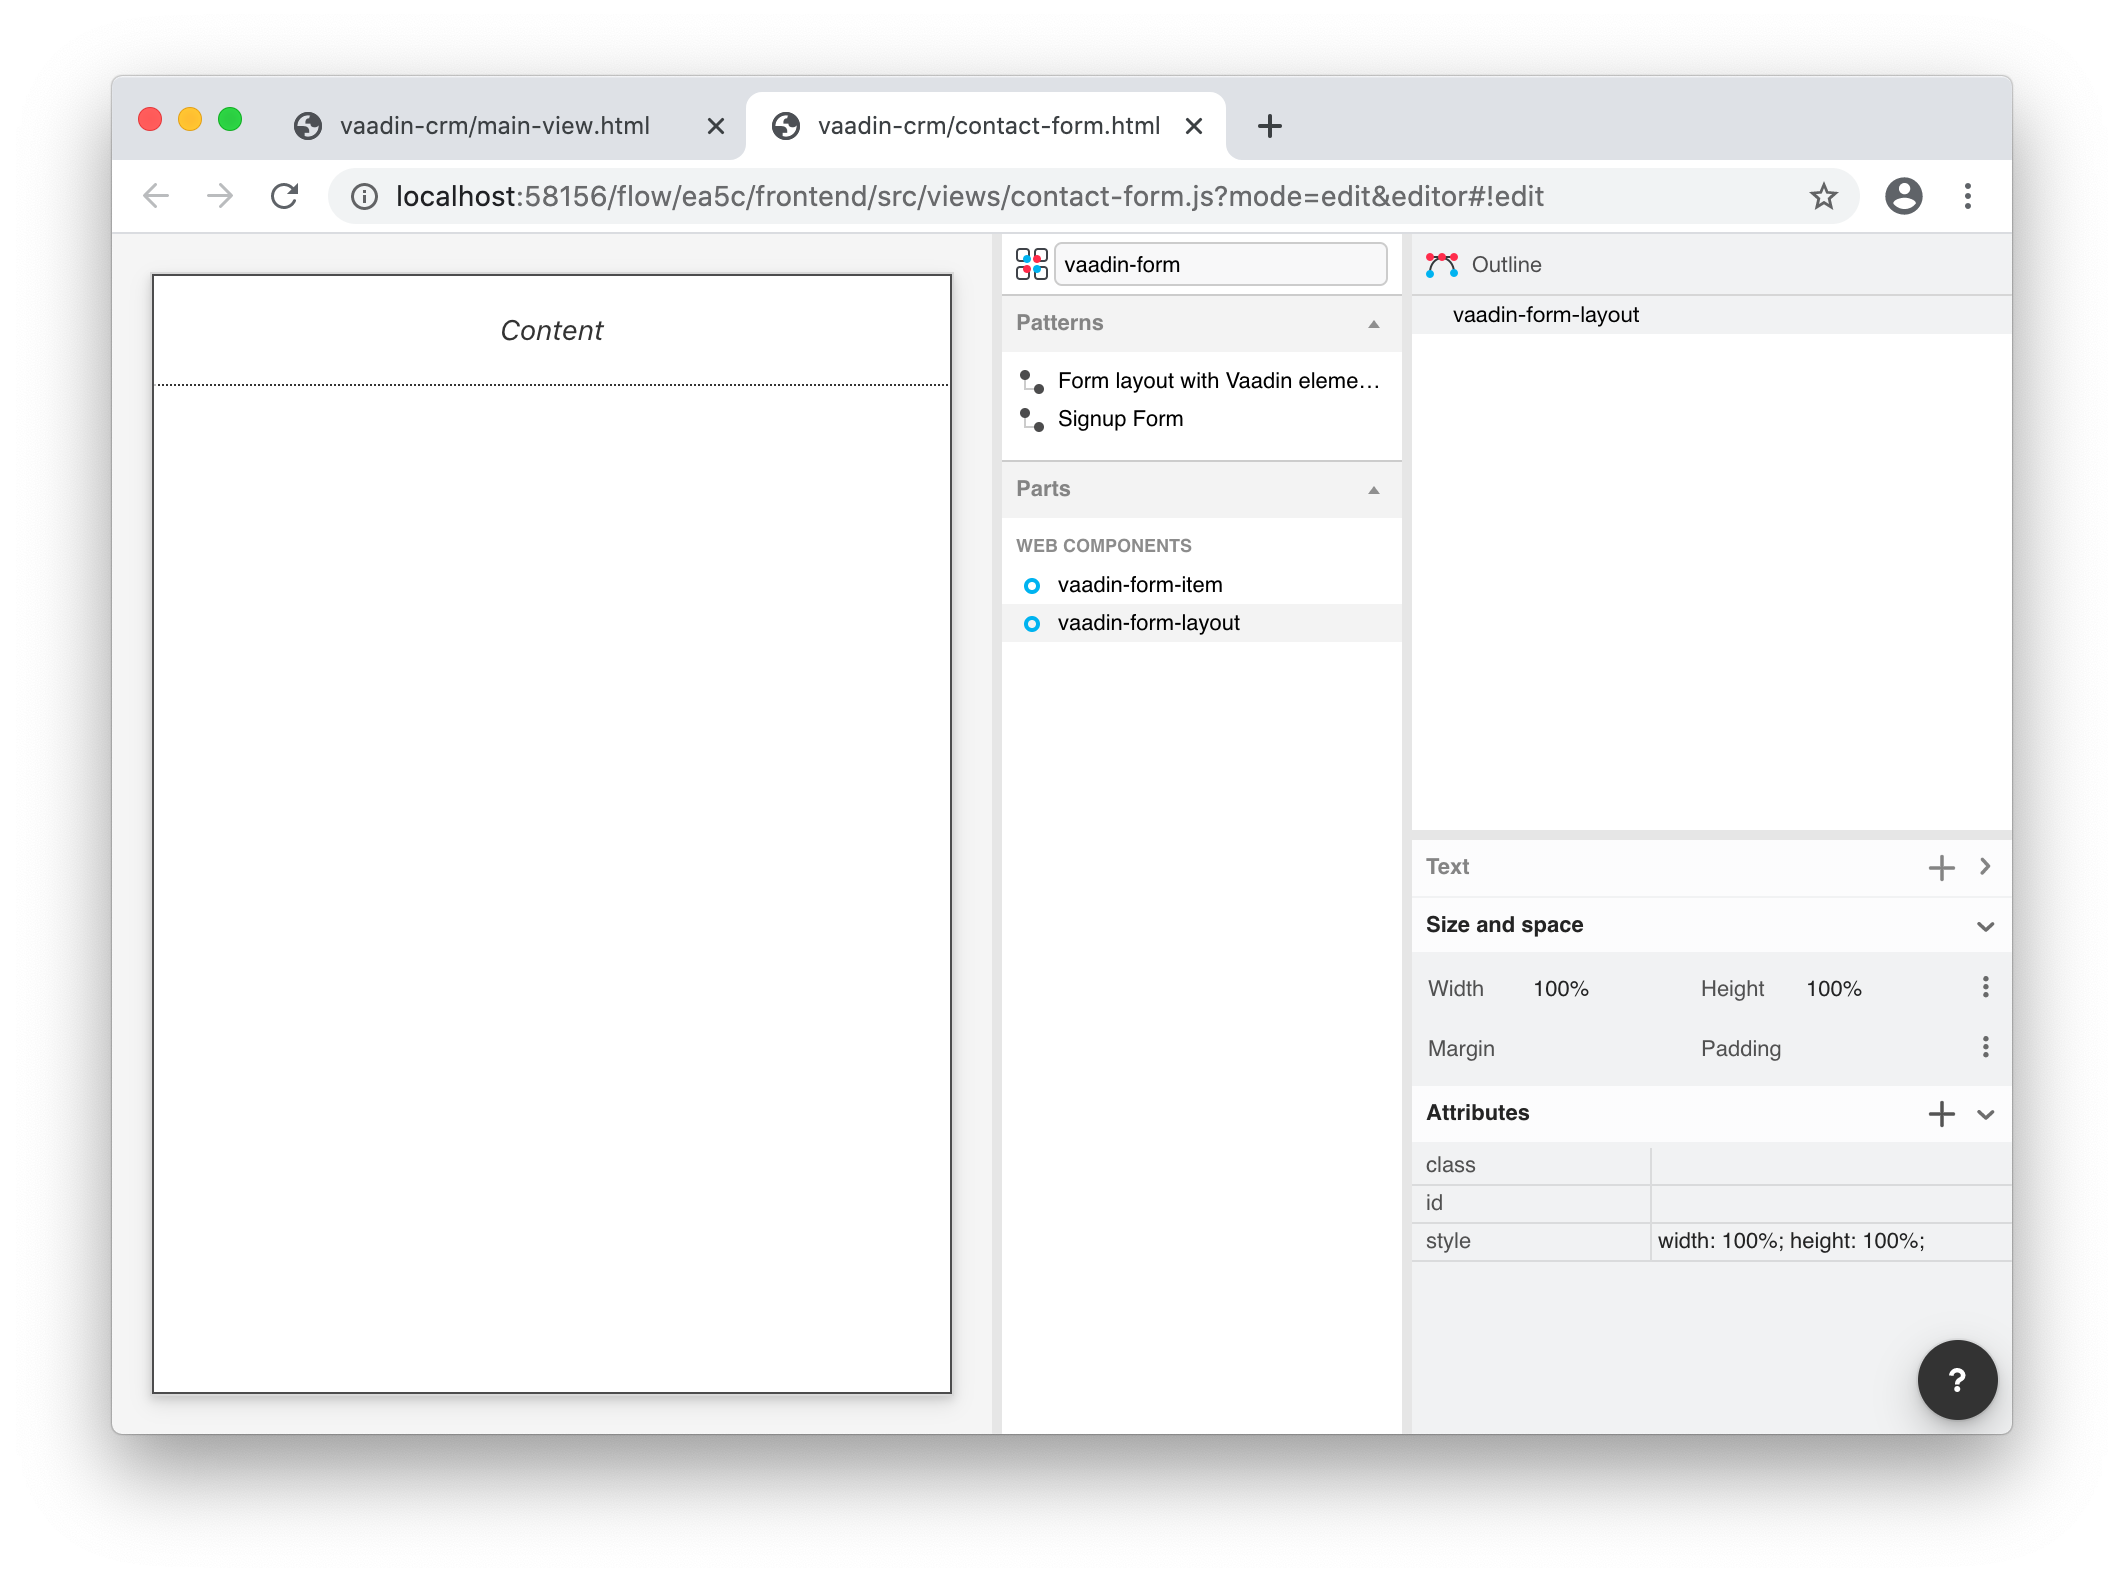 vaadin-crm/main-view.html
vaadin-crm/contact-form.html
localhost:58156/flow/ea5c/frontend/src/views/contact-form.js?mode=edit&editor#!edit
Content
vaadin-form
Patterns
Form layout with Vaadin eleme…
Signup Form
Parts
WEB COMPONENTS
vaadin-form-item
vaadin-form-layout
Outline
vaadin-form-layout
Text
Size and space
Width 100% Height 100%
Margin Padding
Attributes
class
id
style width: 100%; height: 100%;
?